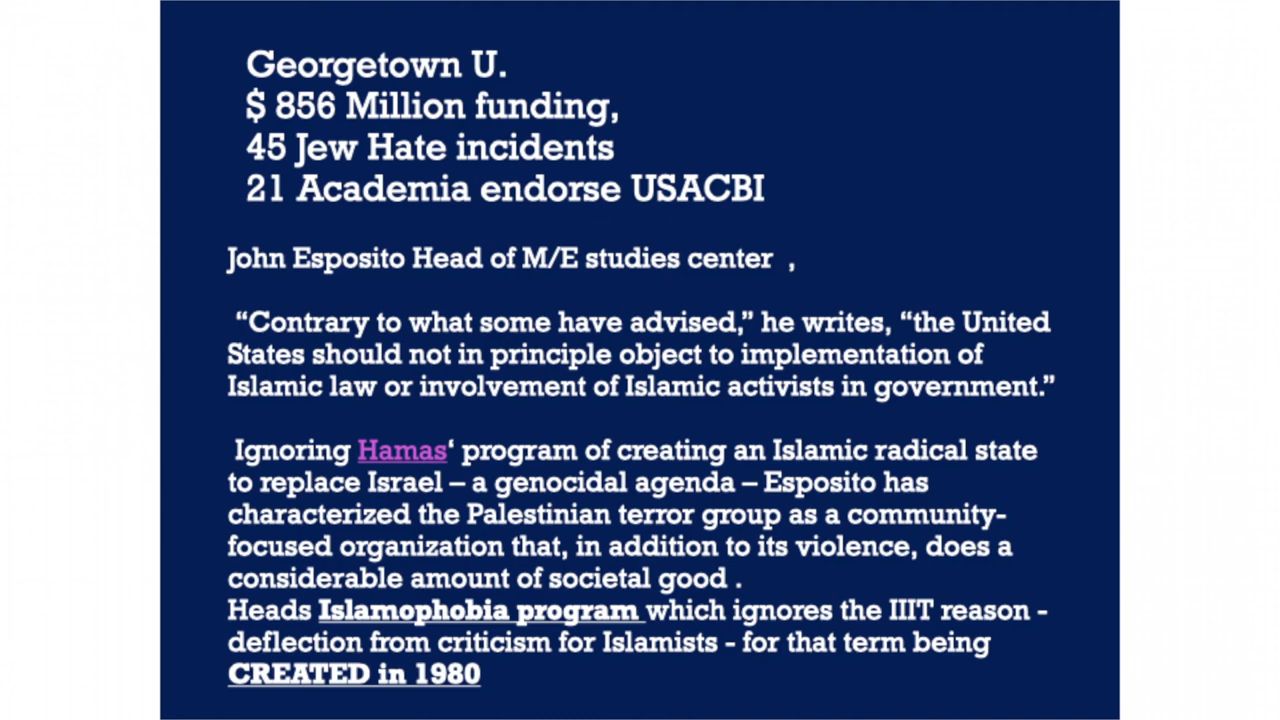 Georgetown U.
$ 856 Million funding,
45 Jew Hate incidents
21 Academia endorse USACBI
John Esposito Head of M/E studies center ,
“Contrary to what some have advised,” he writes, “the United
States should not in principle object to implementation of
Islamic law or involvement of Islamic activists in government.”
Ignoring Hamas‘ program of creating an Islamic radical state
to replace Israel – a genocidal agenda – Esposito has
characterized the Palestinian terror group as a community-
focused organization that, in addition to its violence, does a
considerable amount of societal good .
Heads Islamophobia program which ignores the IIIT reason -
deflection from criticism for Islamists - for that term being
CREATED in 1980